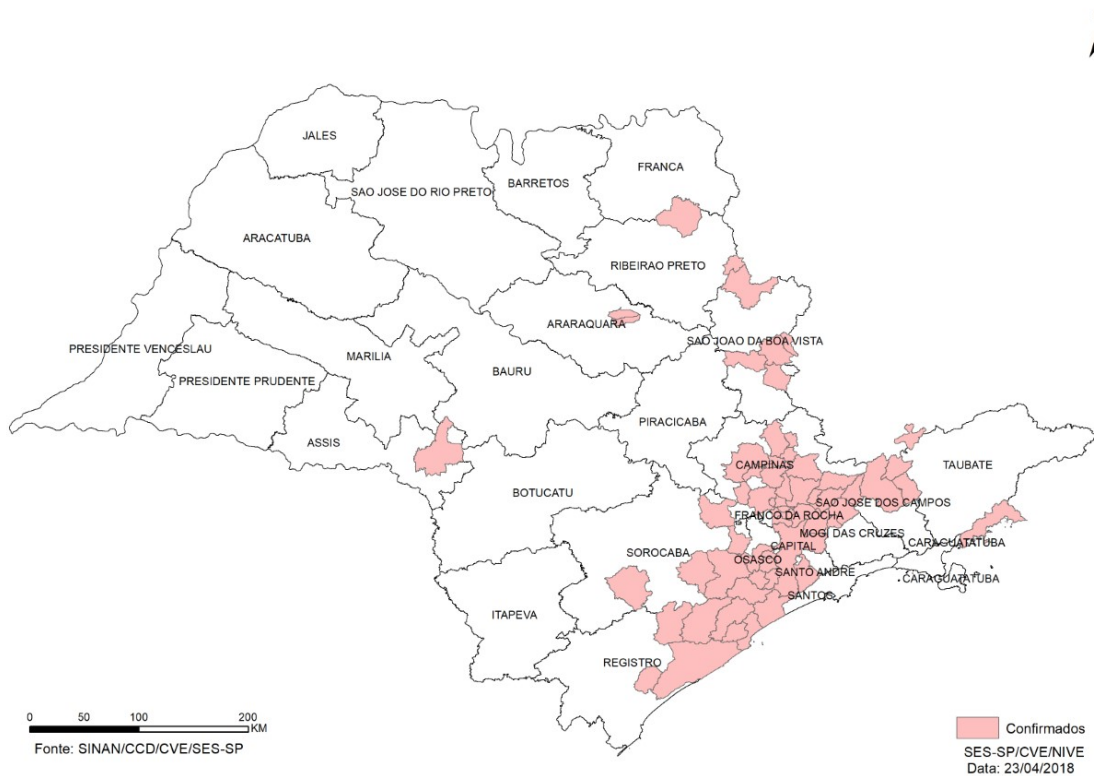 JALES
FRANCA
BARRETOS
SAO JOSE DO RIO PRETO
ARACATUBA
RIBEIRAO PRETO
ARARAQUARA
SAO JOAO DA BOA VISTA
PRESIDENTE VENCESLAU
MARILIA
BAURU
PRESIDENTE PRUDENTE
PIRACICABA
ASSIS
CAMPINAS
TAUBATE
BOTUCATU
SAO JOSE DOS CAMPOS
FRANCO DA ROCHA
MOGI DAS CRUZES
CARAGUATATUBA
CAPITAL
SOROCABA
OSASCO
SANTO ANDRE
CARAGUATATUBA
SANTOS
ITAPEVA
REGISTRO
0 50 100 200
KM
Fonte: SINAN/CCD/CVE/SES-SP
Confirmados
SES-SP/CVE/NIVE
Data: 23/04/2018